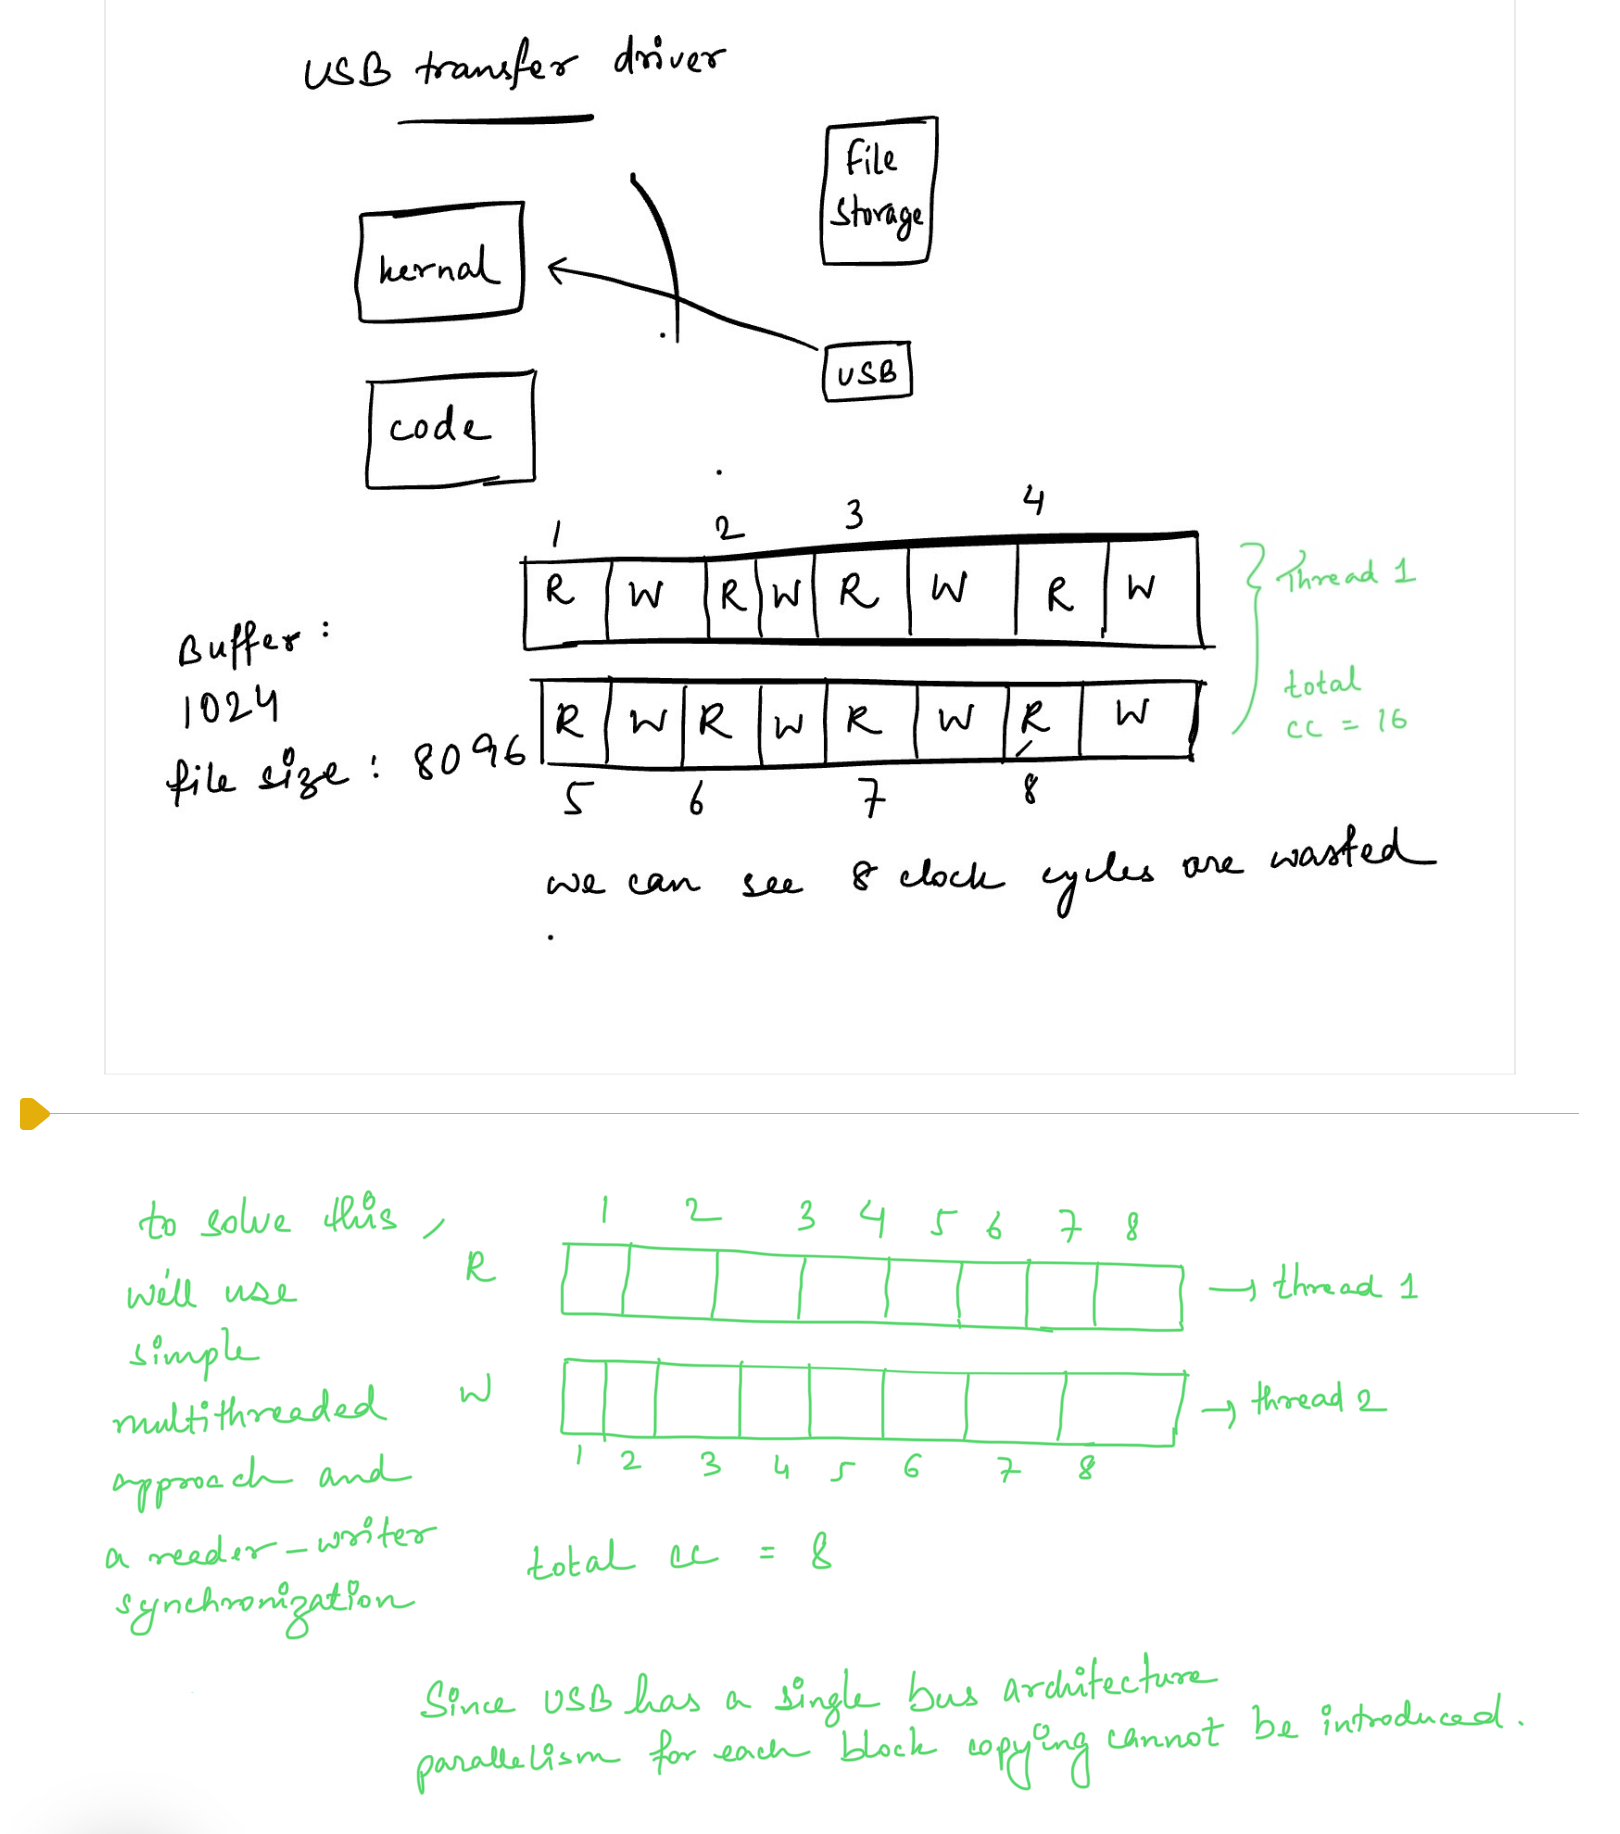 USB transfer driver
file
storage
kernal
USB
code
1 2 3 4
R W R W R W R W
Thread 1
Buffer :
1024
file size : 8096
R W R W R W R W
total
cc = 16
5 6 7 8
we can see 8 clock cycles are wasted
to solve this,
we'll use
simple
multithreaded
approach and
a reader-writer
synchronization
1 2 3 4 5 6 7 8
R
→ thread 1
W
→ thread 2
1 2 3 4 5 6 7 8
total cc = 8
Since USB has a single bus architecture
parallelism for each block copying cannot be introduced.